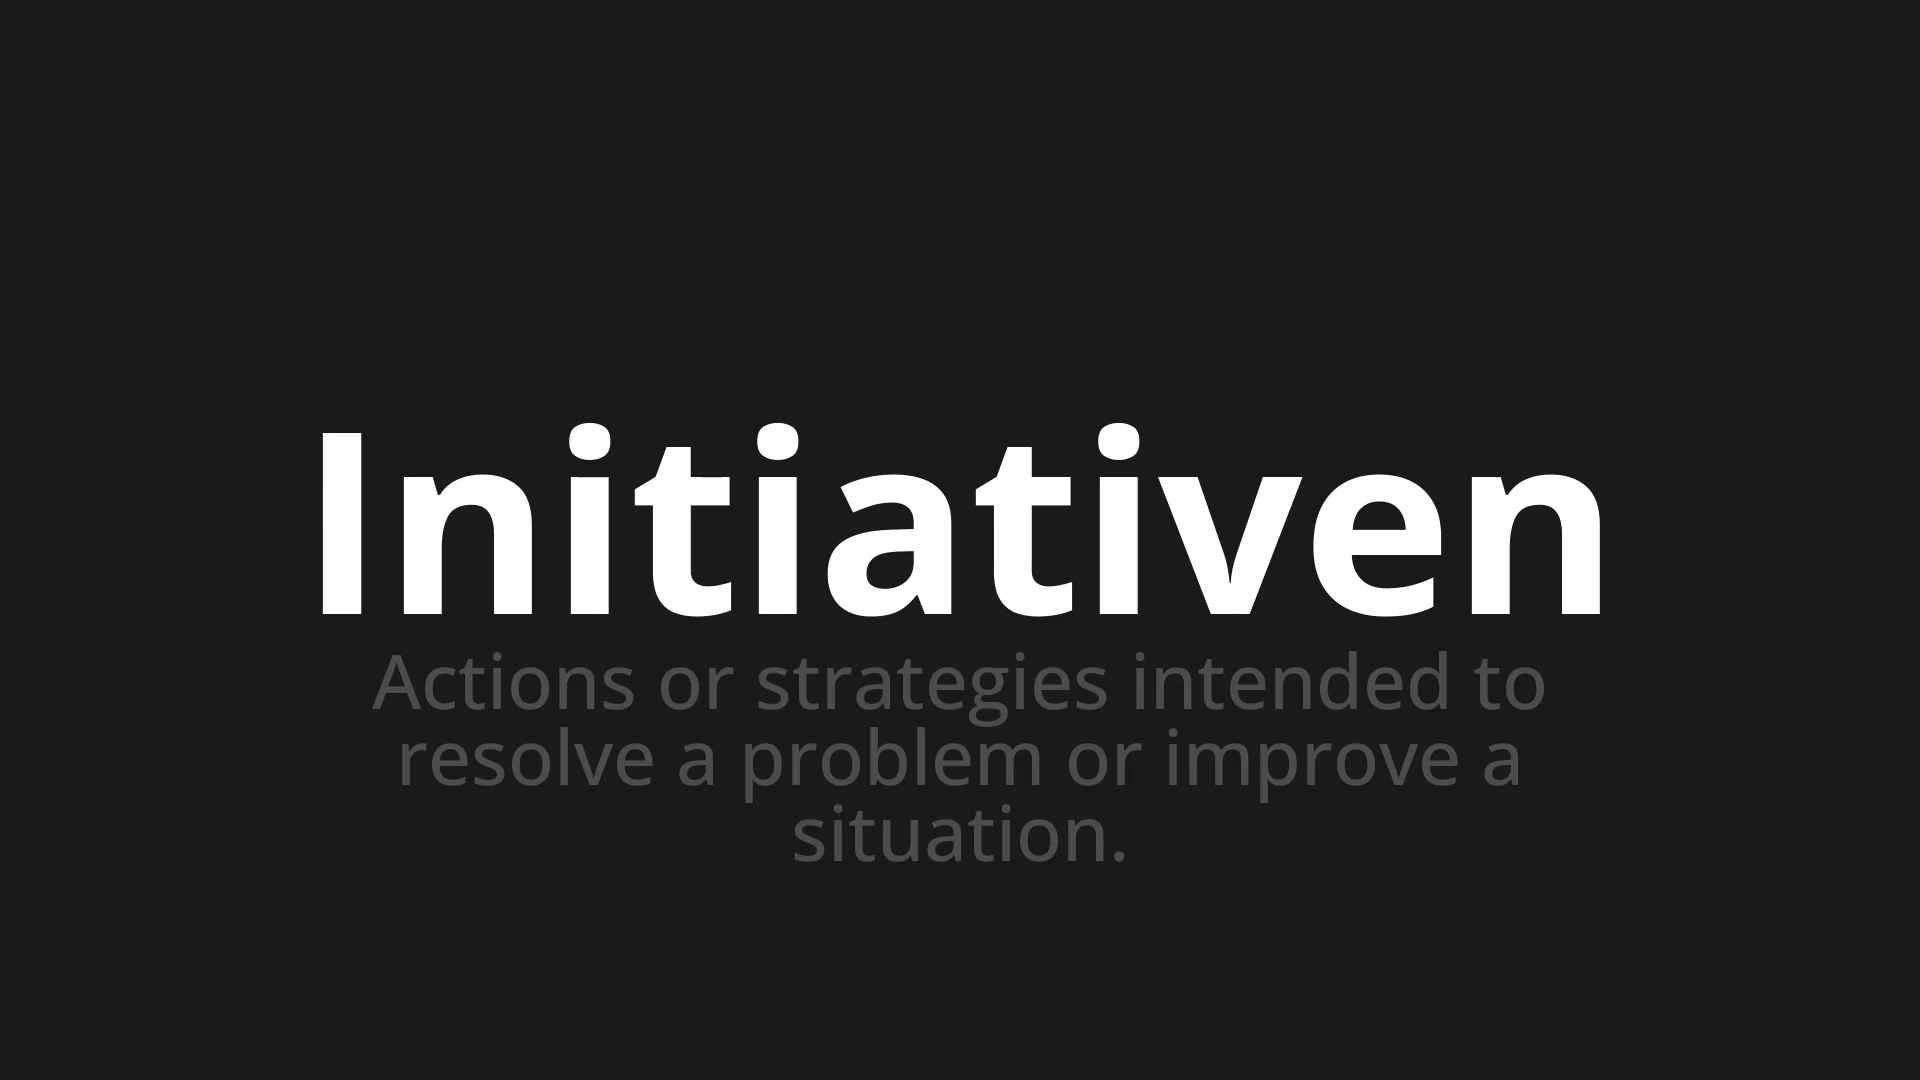 Initiativen
Actions or strategies intended to
resolve a problem or improve a
situation.